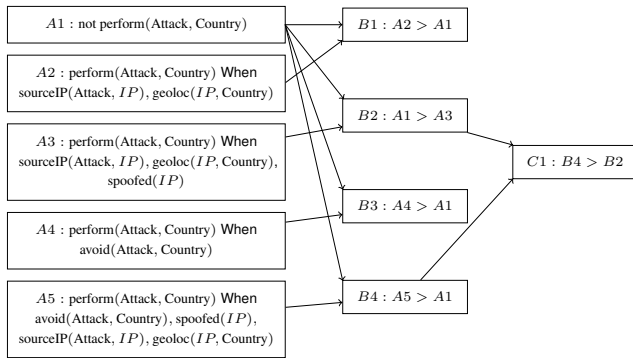 A1 : not perform(Attack, Country)
A2 : perform(Attack, Country) When
sourceIP(Attack, IP), geoloc(IP, Country)
A3 : perform(Attack, Country) When
sourceIP(Attack, IP), geoloc(IP, Country),
spoofed(IP)
A4 : perform(Attack, Country) When
avoid(Attack, Country)
A5 : perform(Attack, Country) When
avoid(Attack, Country), spoofed(IP),
sourceIP(Attack, IP), geoloc(IP, Country)
B1 : A2 > A1
B2 : A1 > A3
B3 : A4 > A1
B4 : A5 > A1
C1 : B4 > B2